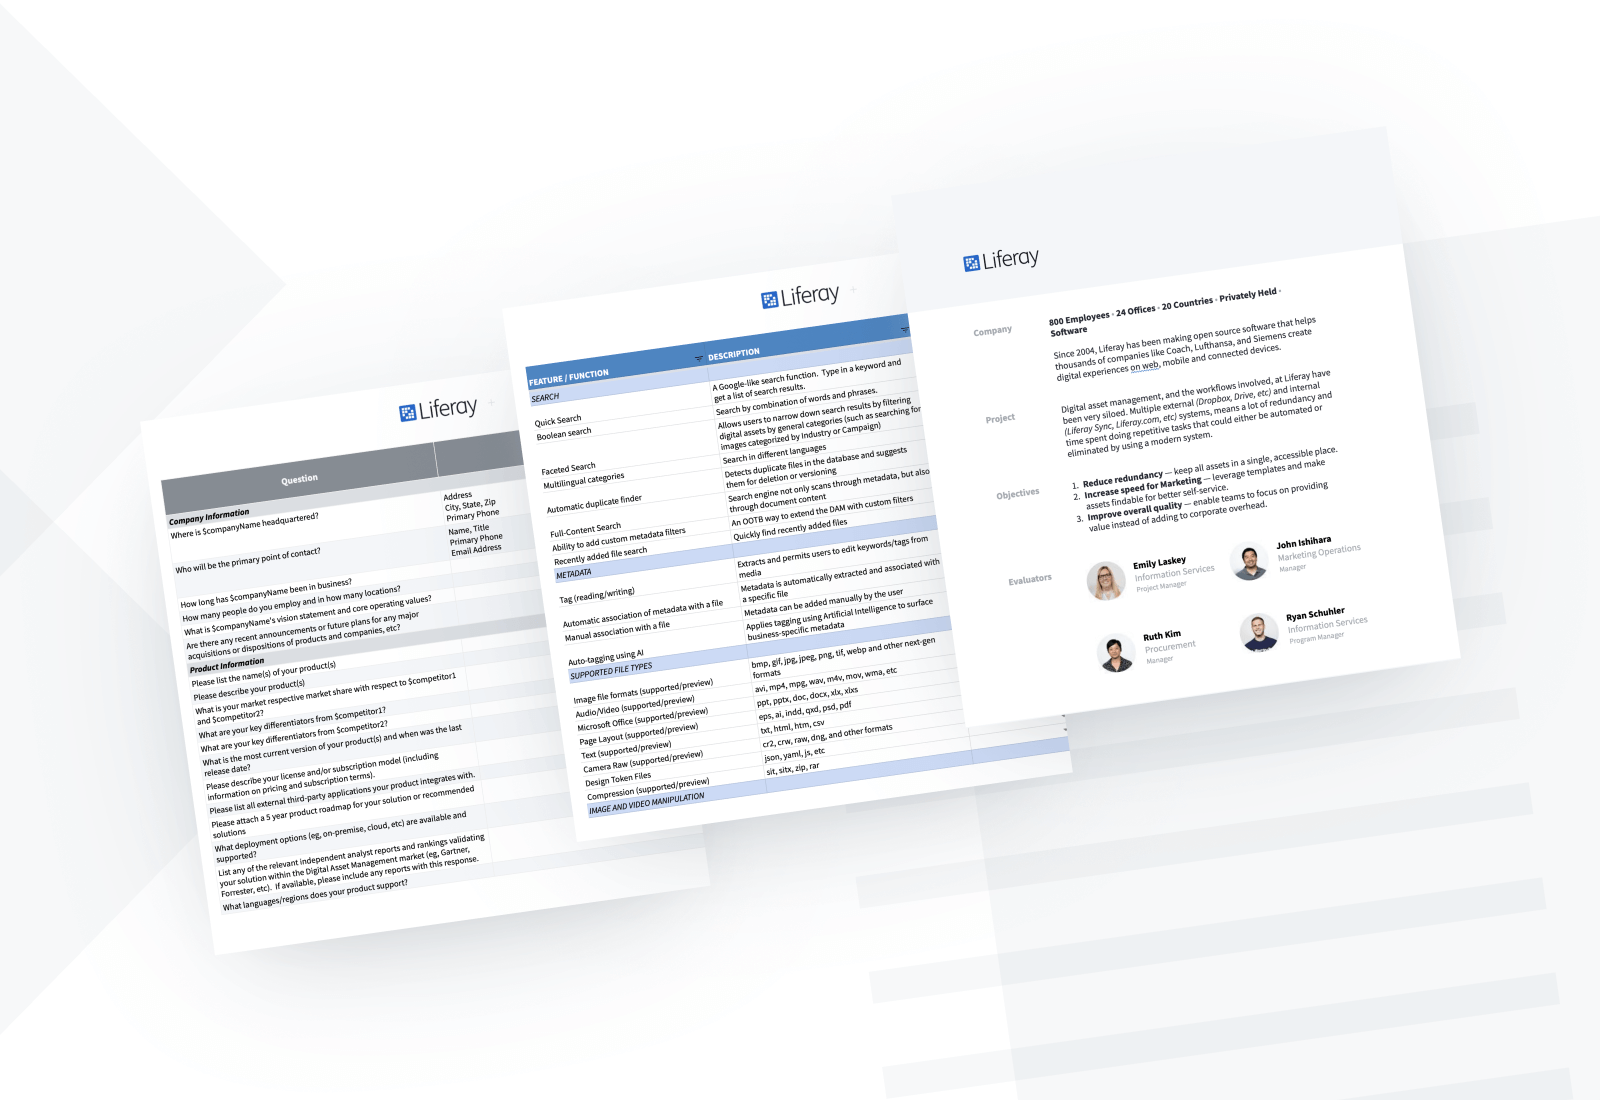 Liferay
Question
Company Information
Where is $companyName headquartered?
Address
City, State, Zip
Primary Phone
Who will be the primary point of contact?
Name, Title
Primary Phone
Email Address
How long has $companyName been in business?
How many people do you employ and in how many locations?
What is $companyName's vision statement and core operating values?
Are there any recent announcements or future plans for any major
acquisitions or dispositions of products and companies, etc?
Product Information
Please list the name(s) of your product(s)
Please describe your product(s)
What is your market respective market share with respect to $competitor1
and $competitor2?
What are your key differentiators from $competitor1?
What are your key differentiators from $competitor2?
What is the most current version of your product(s) and when was the last
release date?
Please describe your license and/or subscription model (including
information on pricing and subscription terms).
Please list all external third-party applications your product integrates with.
Please attach a 5 year product roadmap for your solution or recommended
solutions
What deployment options (eg, on-premise, cloud, etc) are available and
supported?
List any of the relevant independent analyst reports and rankings validating
your solution within the Digital Asset Management market (eg, Gartner,
Forrester, etc). If available, please include any reports with this response.
What languages/regions does your product support?
Liferay
FEATURE / FUNCTION
DESCRIPTION
SEARCH
Quick Search
A Google-like search function. Type in a keyword and
get a list of search results.
Boolean search
Search by combination of words and phrases.
Faceted Search
Allows users to narrow down search results by filtering
digital assets by general categories (such as searching for
images categorized by Industry or Campaign)
Multilingual categories
Search in different languages
Automatic duplicate finder
Detects duplicate files in the database and suggests
them for deletion or versioning
Full-Content Search
Search engine not only scans through metadata, but also
through document content
Ability to add custom metadata filters
An OOTB way to extend the DAM with custom filters
Recently added file search
Quickly find recently added files
METADATA
Tag (reading/writing)
Extracts and permits users to edit keywords/tags from
media
Automatic association of metadata with a file
Metadata is automatically extracted and associated with
a specific file
Manual association with a file
Metadata can be added manually by the user
Auto-tagging using AI
Applies tagging using Artificial Intelligence to surface
business-specific metadata
SUPPORTED FILE TYPES
Image file formats (supported/preview)
bmp, gif, jpg, jpeg, png, tif, webp and other next-gen
formats
Audio/Video (supported/preview)
avi, mp4, mpg, wav, m4v, mov, wma, etc
Microsoft Office (supported/preview)
ppt, pptx, doc, docx, xls, xlxs
Page Layout (supported/preview)
eps, ai, indd, qxd, psd, pdf
Text (supported/preview)
txt, html, htm, csv
Camera Raw (supported/preview)
cr2, crw, raw, dng, and other formats
Design Token Files
json, yaml, js, etc
Compression (supported/preview)
sit, sitx, zip, rar
IMAGE AND VIDEO MANIPULATION
Liferay
Company
800 Employees · 24 Offices · 20 Countries · Privately Held ·
Software
Since 2004, Liferay has been making open source software that helps
thousands of companies like Coach, Lufthansa, and Siemens create
digital experiences on web, mobile and connected devices.
Project
Digital asset management, and the workflows involved, at Liferay have
been very siloed. Multiple external (Dropbox, Drive, etc) and internal
(Liferay Sync, Liferay.com, etc) systems, means a lot of redundancy and
time spent doing repetitive tasks that could either be automated or
eliminated by using a modern system.
Objectives
1. Reduce redundancy — keep all assets in a single, accessible place.
2. Increase speed for Marketing — leverage templates and make
assets findable for better self-service.
3. Improve overall quality — enable teams to focus on providing
value instead of adding to corporate overhead.
Evaluators
Emily Laskey
Information Services
Project Manager
John Ishihara
Marketing Operations
Manager
Ruth Kim
Procurement
Manager
Ryan Schuhler
Information Services
Program Manager